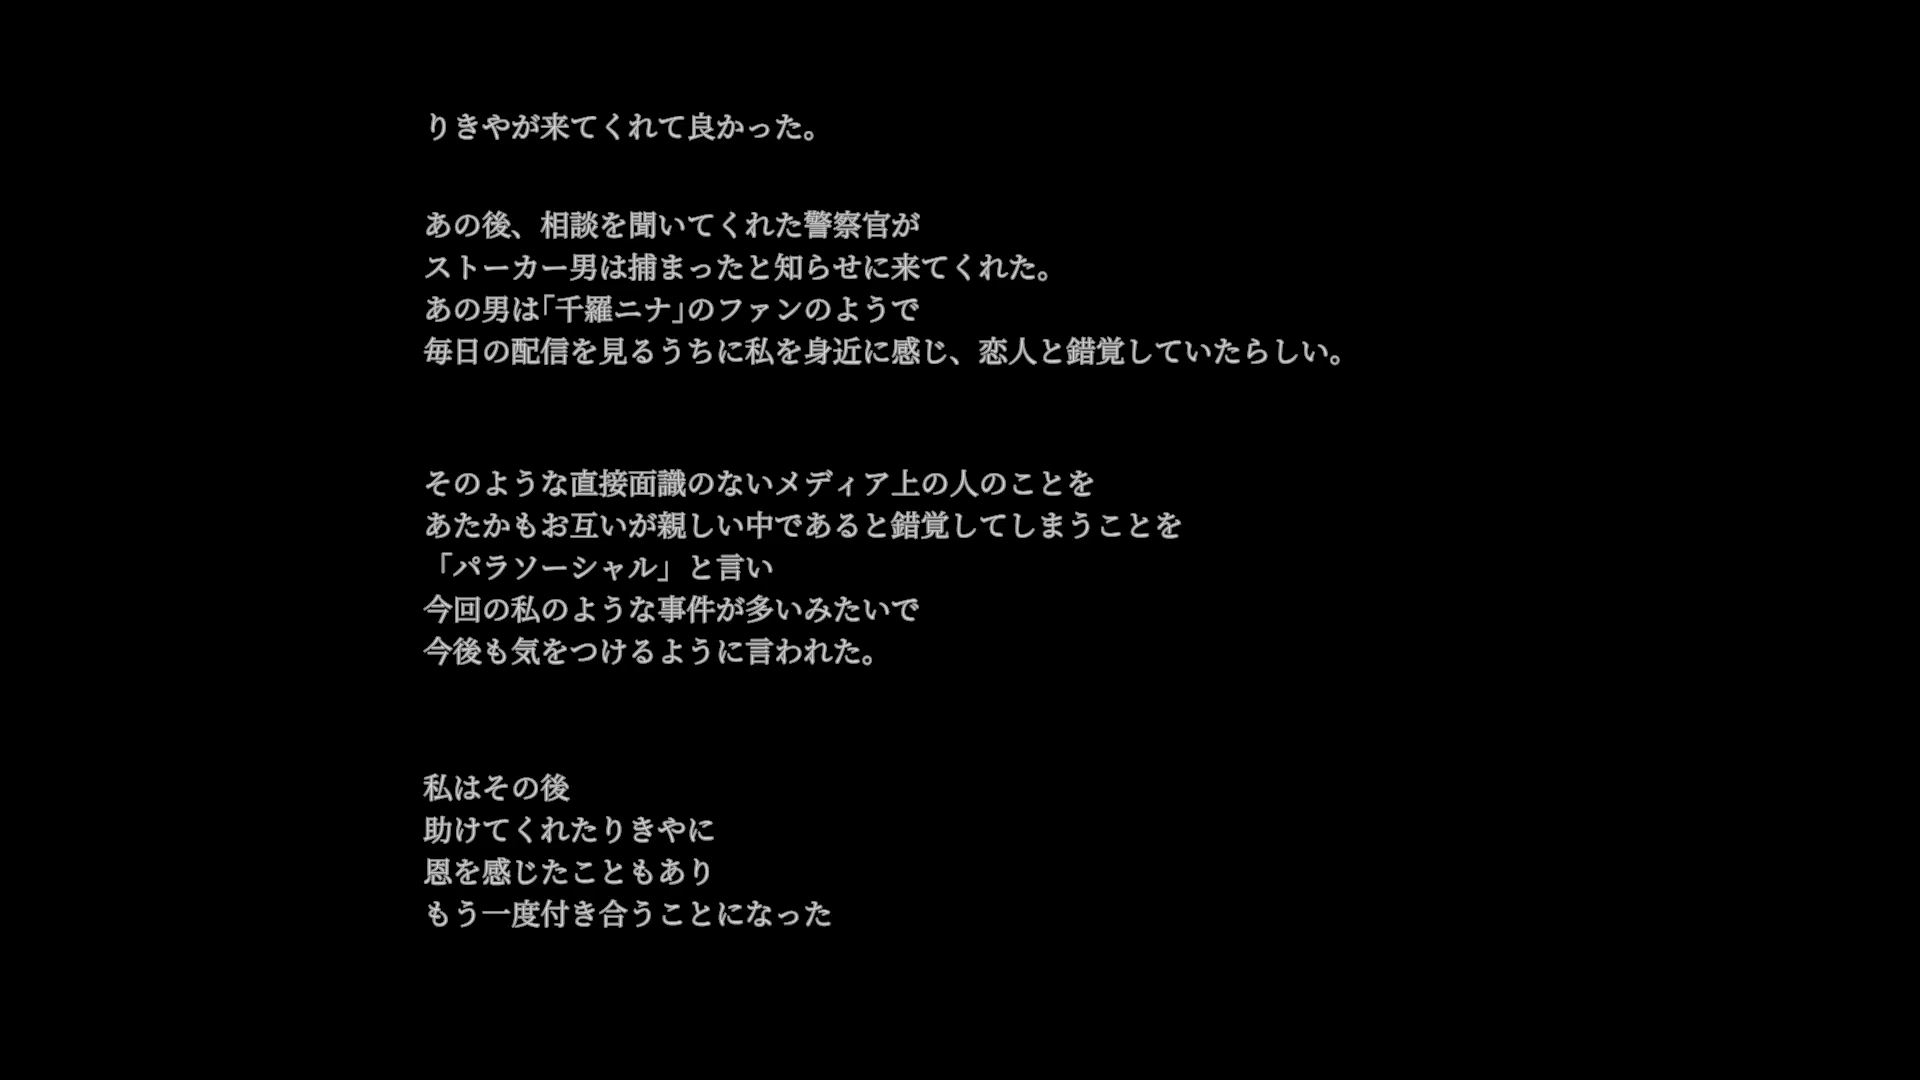 りきやが来てくれて良かった。
あの後、相談を聞いてくれた警察官が
ストーカー男は捕まったと知らせに来てくれた。
あの男は｢千羅ニナ｣のファンのようで
毎日の配信を見るうちに私を身近に感じ、恋人と錯覚していたらしい。
そのような直接面識のないメディア上の人のことを
あたかもお互いが親しい中であると錯覚してしまうことを
「パラソーシャル」と言い
今回の私のような事件が多いみたいで
今後も気をつけるように言われた。
私はその後
助けてくれたりきやに
恩を感じたこともあり
もう一度付き合うことになった